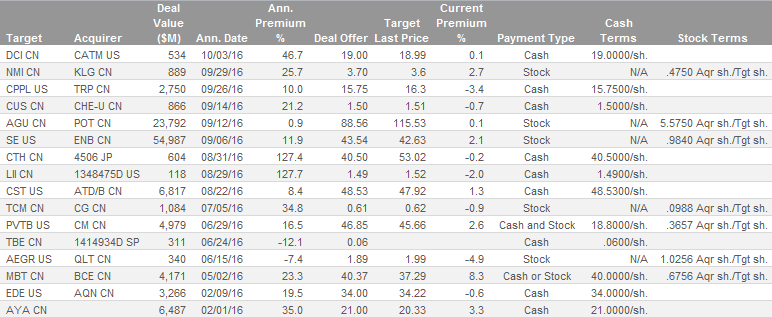 Deal Ann. Current
Value Premium Target Premium Cash
Target Acquirer ($M) Ann. Date % Deal Offer Last Price % Payment Type Terms Stock Terms
DCI CN CATM US 534 10/03/16 46.7 19.00 18.99 0.1 Cash 19.0000/sh.
NMI CN KLG CN 889 09/29/16 25.7 3.70 3.6 2.7 Stock N/A .4750 Aqr sh./Tgt sh.
CPPL US TRP CN 2,750 09/26/16 10.0 15.75 16.3 -3.4 Cash 15.7500/sh.
CUS CN CHE-U CN 866 09/14/16 21.2 1.50 1.51 -0.7 Cash 1.5000/sh.
AGU CN POT CN 23,792 09/12/16 0.9 88.56 115.53 0.1 Stock N/A 5.5750 Aqr sh./Tgt sh.
SE US ENB CN 54,987 09/06/16 11.9 43.54 42.63 2.1 Stock N/A .9840 Aqr sh./Tgt sh.
CTH CN 4506 JP 604 08/31/16 127.4 40.50 53.02 -0.2 Cash 40.5000/sh.
LII CN 1348475D US 118 08/29/16 127.7 1.49 1.52 -2.0 Cash 1.4900/sh.
CST US ATD/B CN 6,817 08/22/16 8.4 48.53 47.92 1.3 Cash 48.5300/sh.
TCM CN CG CN 1,084 07/05/16 34.8 0.61 0.62 -0.9 Stock N/A .0988 Aqr sh./Tgt sh.
PVTB US CM CN 4,979 06/29/16 16.5 46.85 45.66 2.6 Cash and Stock 18.8000/sh. .3657 Aqr sh./Tgt sh.
TBE CN 1414934D SP 311 06/24/16 -12.1 0.06 Cash .0600/sh.
AEGR US QLT CN 340 06/15/16 -7.4 1.89 1.99 -4.9 Stock N/A 1.0256 Aqr sh./Tgt sh.
MBT CN BCE CN 4,171 05/02/16 23.3 40.37 37.29 8.3 Cash or Stock 40.0000/sh. .6756 Aqr sh./Tgt sh.
EDE US AQN CN 3,266 02/09/16 19.5 34.00 34.22 -0.6 Cash 34.0000/sh.
AYA CN 6,487 02/01/16 35.0 21.00 20.33 3.3 Cash 21.0000/sh.